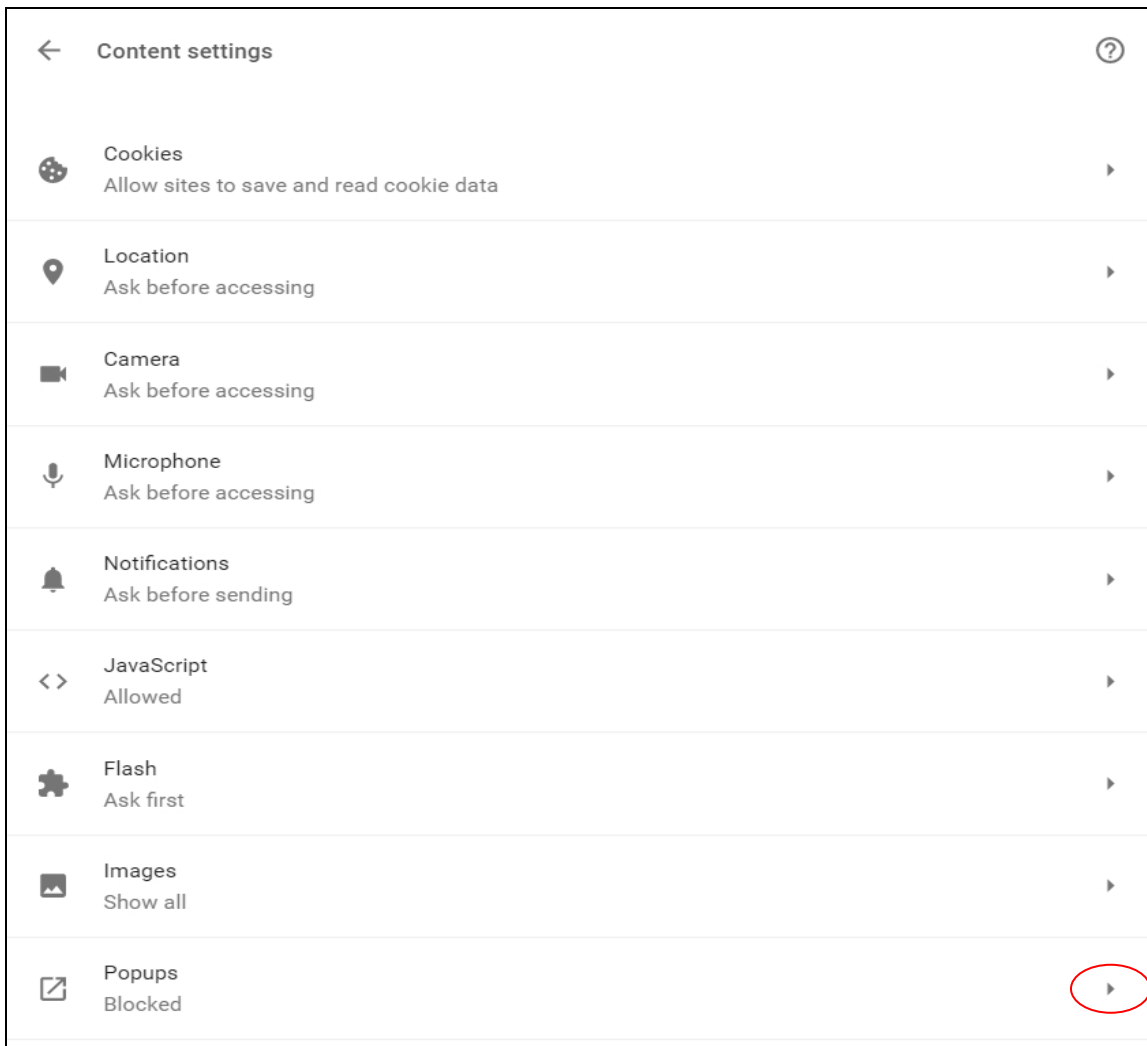 Content settings
Cookies
Allow sites to save and read cookie data
Location
Ask before accessing
Camera
Ask before accessing
Microphone
Ask before accessing
Notifications
Ask before sending
JavaScript
Allowed
Flash
Ask first
Images
Show all
Popups
Blocked